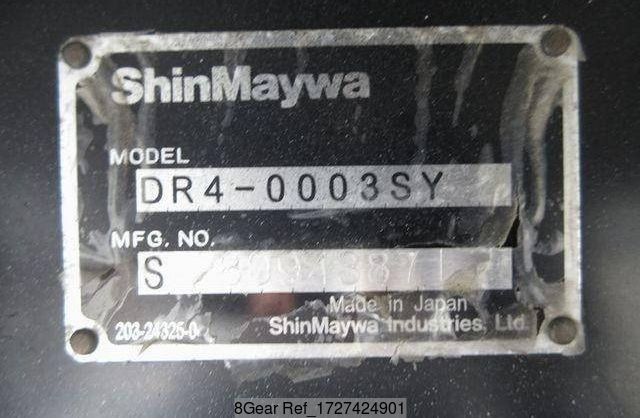 ShinMaywa
MODEL
DR4-0003SY
MFG. NO.
S
Made in Japan
203-24325-0
ShinMaywa Industries, Ltd.
8Gear Ref_1727424901